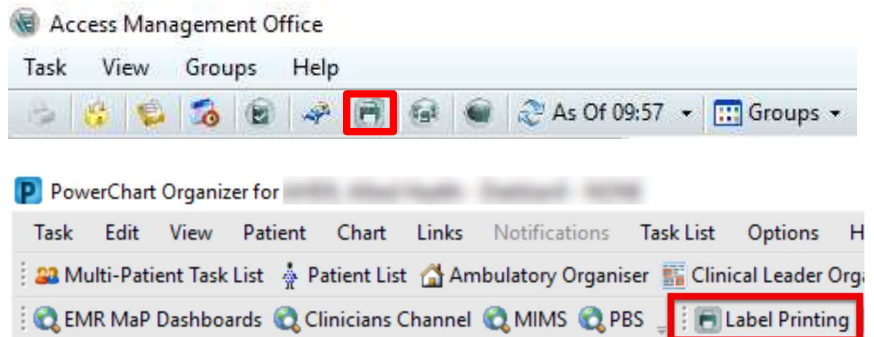 Access Management Office
Task View Groups Help
As Of 09:57 Groups
P PowerChart Organizer for
Task Edit View Patient Chart Links Notifications Task List Options H
Multi-Patient Task List Patient List Ambulatory Organiser Clinical Leader Orga
EMR MaP Dashboards Clinicians Channel MIMS PBS Label Printing